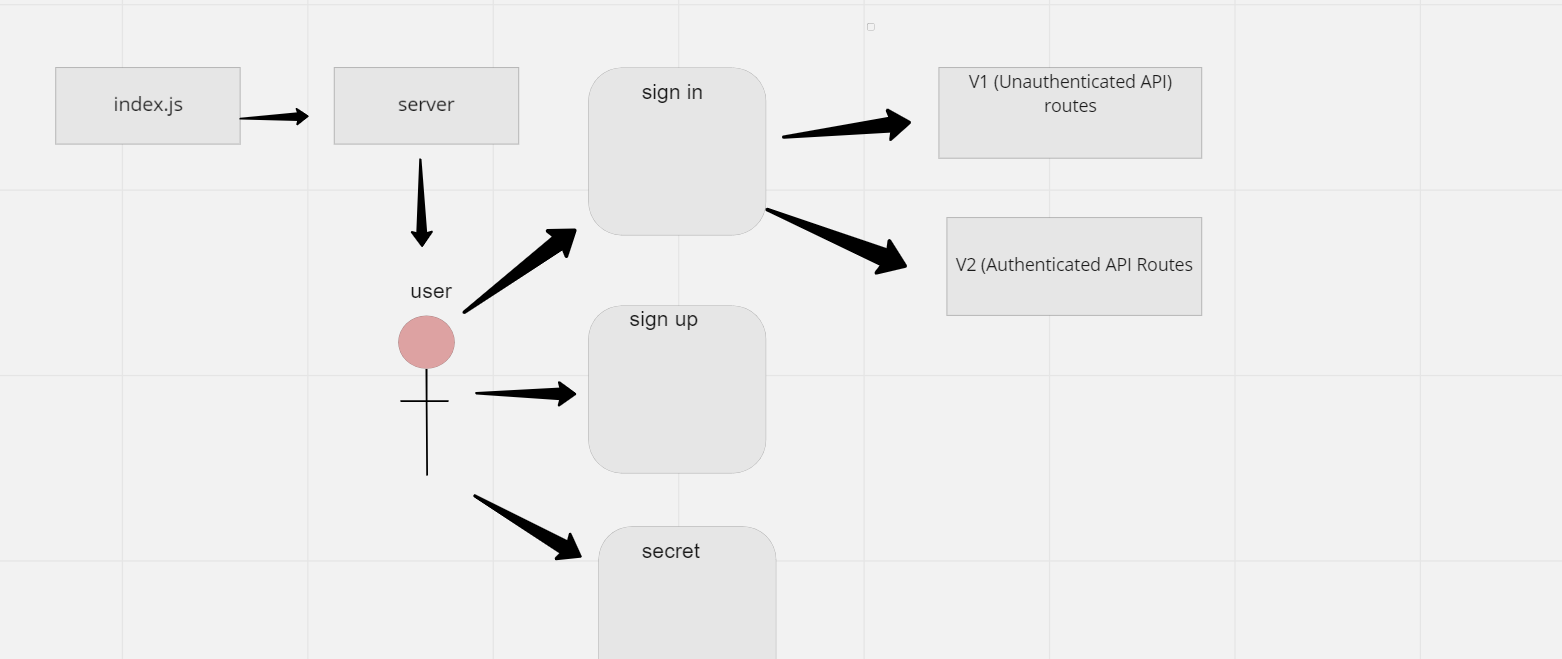 index.js
server
sign in
V1 (Unauthenticated API)
routes
V2 (Authenticated API Routes
user
sign up
secret